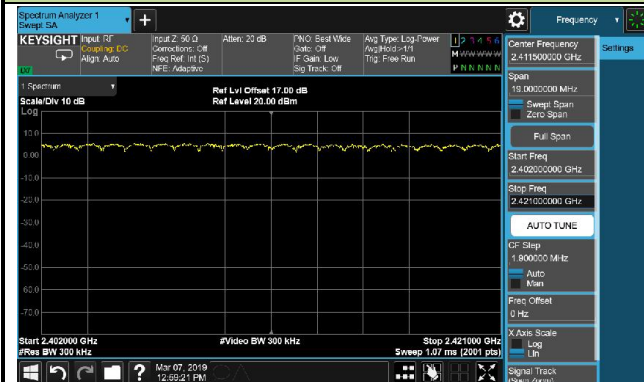 Spectrum Analyzer 1
Swept SA
+
Frequency
KEYSIGHT
Input: RF
Coupling: DC
Align: Auto
Input Z: 50 Ω
Corrections: Off
Freq Ref: Int (S)
NFE: Adaptive
Atten: 20 dB
PNO: Best Wide
Gate: Off
IF Gain: Low
Sig Track: Off
Avg Type: Log-Power
Avg|Hold:>1/1
Trig: Free Run
1 2 3 4 5 6
M W W W W W
P N N N N N
Center Frequency
2.411500000 GHz
Settings
Span
19.0000000 MHz
Swept Span
Zero Span
Full Span
Start Freq
2.402000000 GHz
Stop Freq
2.421000000 GHz
AUTO TUNE
CF Step
1.900000 MHz
Auto
Man
Freq Offset
0 Hz
X Axis Scale
Log
Lin
Signal Track
(Span Zoom)
1 Spectrum
Scale/Div 10 dB
Ref Lvl Offset 17.00 dB
Ref Level 20.00 dBm
Log
10.0
0.00
-10.0
-20.0
-30.0
-40.0
-50.0
-60.0
-70.0
Start 2.402000 GHz
#Video BW 300 kHz
Stop 2.421000 GHz
#Res BW 300 kHz
Sweep 1.07 ms (2001 pts)
?
Mar 07, 2019
12:59:21 PM